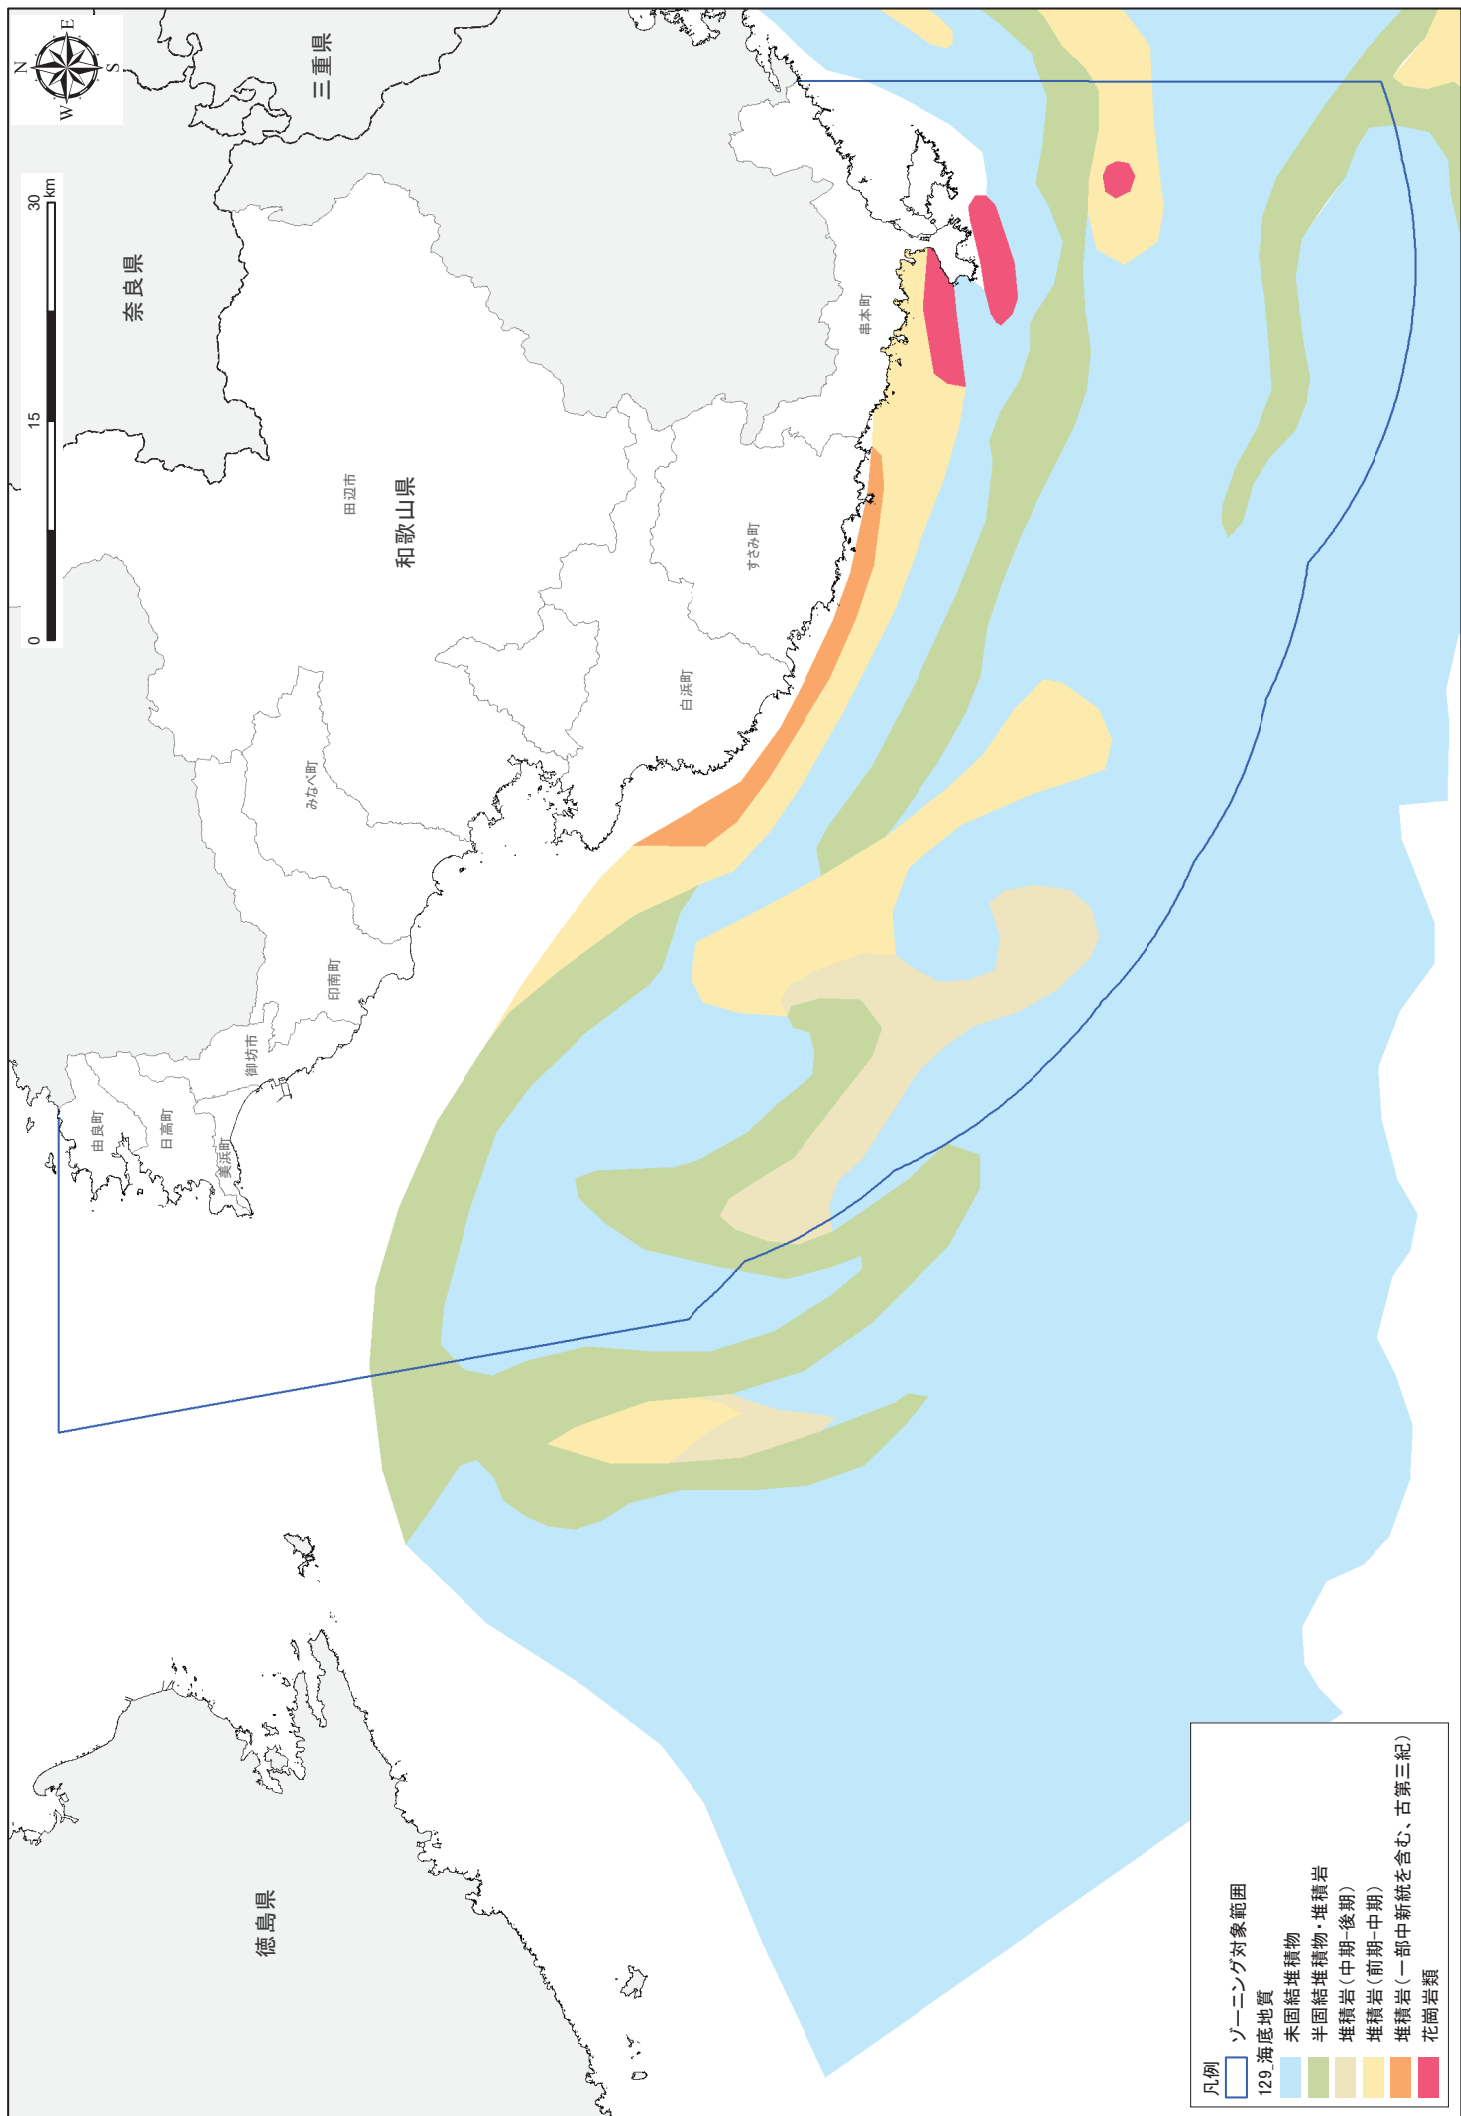 N
W
E
S
0
15
30
km
奈良県
三重県
和歌山県
田辺市
みなべ町
印南町
御坊市
由良町
日高町
美浜町
白浜町
すさみ町
串本町
徳島県
凡例
ゾーニング対象範囲
129_海底地質
未固結堆積物
半固結堆積物・堆積岩
堆積岩(中期-後期)
堆積岩(前期-中期)
堆積岩(一部中新統を含む、古第三紀)
花崗岩類